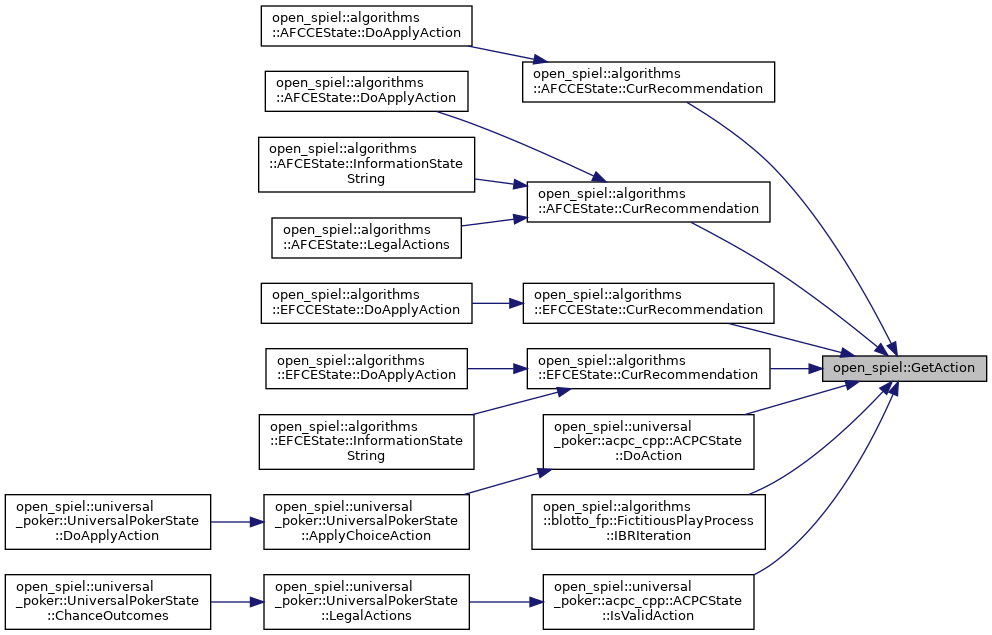 open_spiel::algorithms
::AFCCEState::DoApplyAction
open_spiel::algorithms
::AFCCEState::CurRecommendation
open_spiel::algorithms
::AFCEState::DoApplyAction
open_spiel::algorithms
::AFCEState::InformationState
String
open_spiel::algorithms
::AFCEState::CurRecommendation
open_spiel::algorithms
::AFCEState::LegalActions
open_spiel::algorithms
::EFCCEState::DoApplyAction
open_spiel::algorithms
::EFCCEState::CurRecommendation
open_spiel::algorithms
::EFCEState::DoApplyAction
open_spiel::algorithms
::EFCEState::CurRecommendation
open_spiel::GetAction
open_spiel::algorithms
::EFCEState::InformationState
String
open_spiel::universal
_poker::acpc_cpp::ACPCState
::DoAction
open_spiel::universal
_poker::UniversalPokerState
::DoApplyAction
open_spiel::universal
_poker::UniversalPokerState
::ApplyChoiceAction
open_spiel::algorithms
::blotto_fp::FictitiousPlayProcess
::IBRIteration
open_spiel::universal
_poker::UniversalPokerState
::ChanceOutcomes
open_spiel::universal
_poker::UniversalPokerState
::LegalActions
open_spiel::universal
_poker::acpc_cpp::ACPCState
::IsValidAction